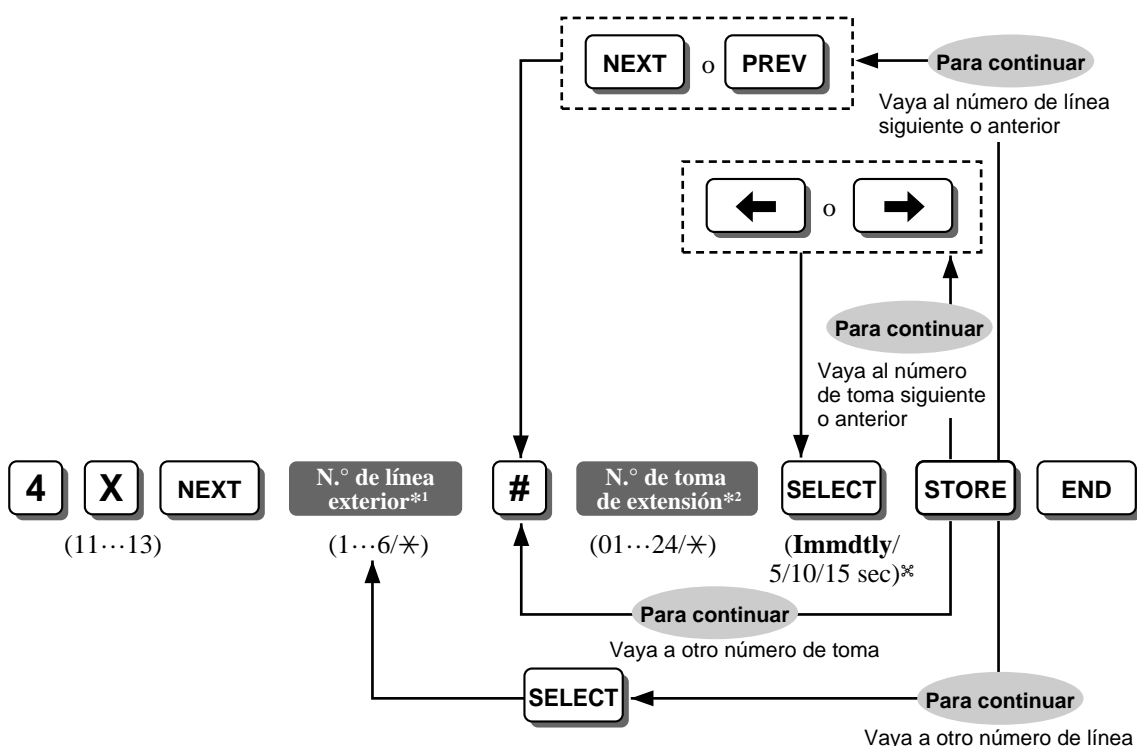 NEXT o PREV
Para continuar
Vaya al número de línea
siguiente o anterior
← o →
Para continuar
Vaya al número
de toma siguiente
o anterior
4 X NEXT N.° de línea exterior*1 # N.° de toma de extensión*2 SELECT STORE END
(11···13) (1···6/✳) (01···24/✳) (Immdtly/
5/10/15 sec)⌘
Para continuar
Vaya a otro número de toma
SELECT
Para continuar
Vaya a otro número de línea